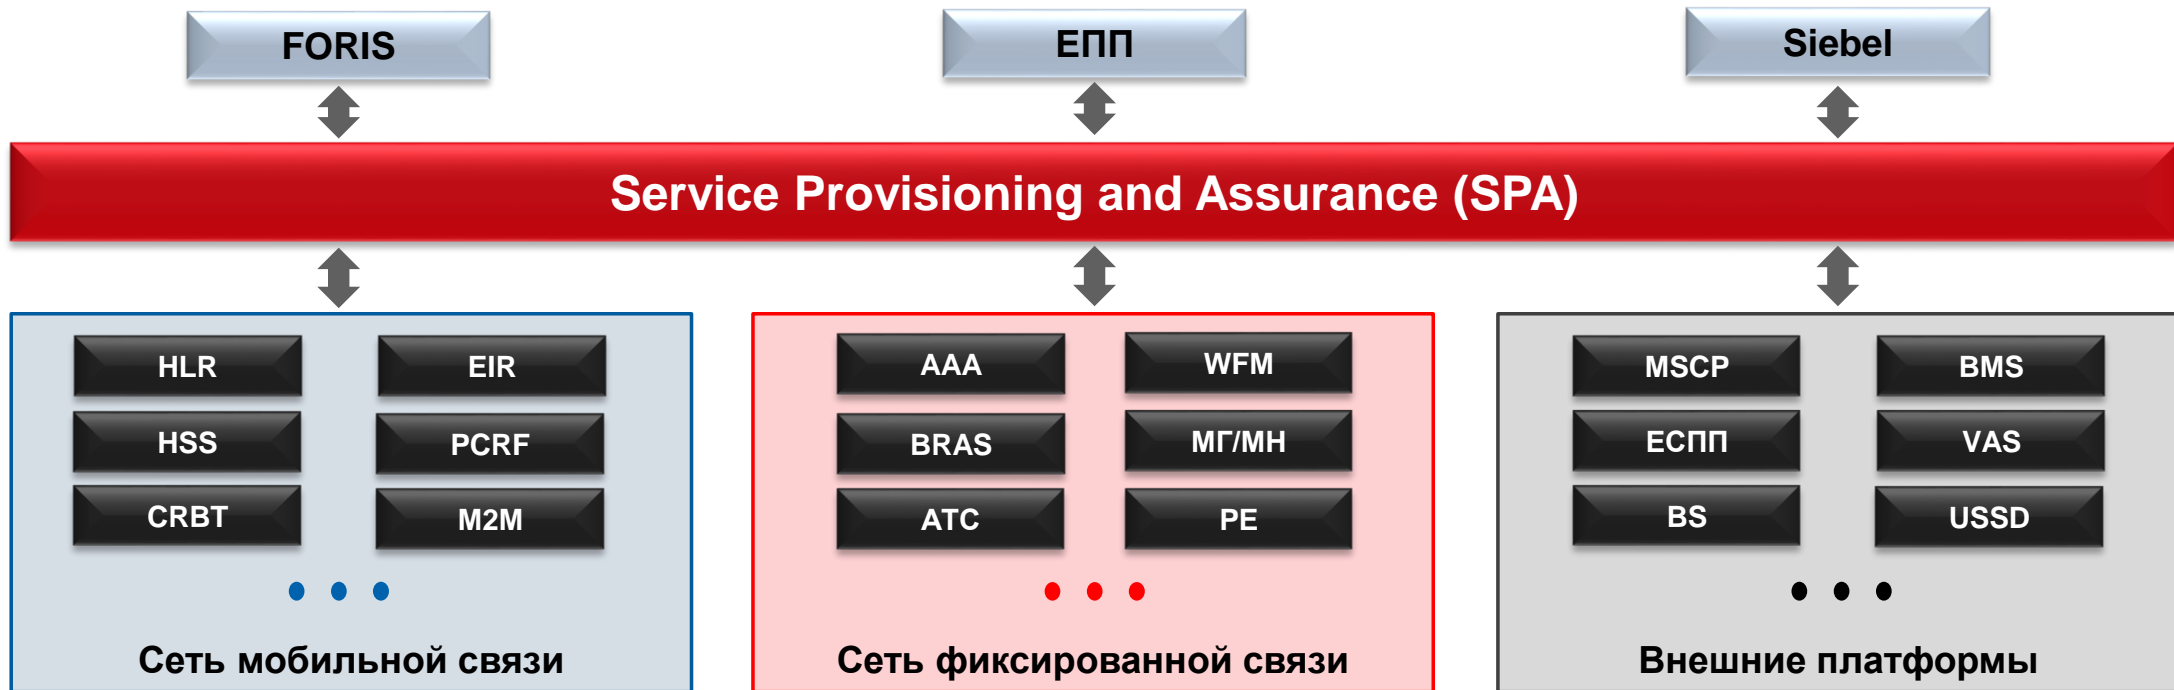 FORIS
ЕПП
Siebel
Service Provisioning and Assurance (SPA)
HLR
EIR
HSS
PCRF
CRBT
M2M
Сеть мобильной связи
AAA
WFM
BRAS
МГ/МН
АТС
PE
Сеть фиксированной связи
MSCP
BMS
ЕСПП
VAS
BS
USSD
Внешние платформы